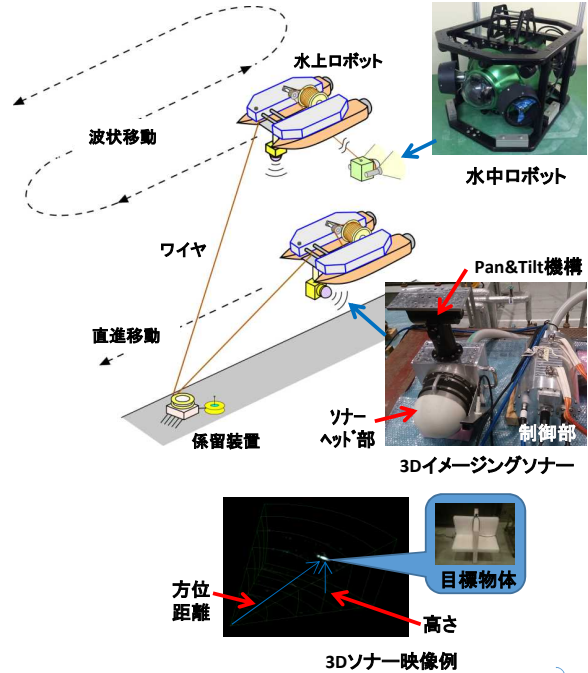 水上ロボット
波状移動
水中ロボット
ワイヤ
Pan&Tilt機構
直進移動
ソナー
ヘッド部
制御部
係留装置
3Dイメージングソナー
方位
距離
目標物体
高さ
3Dソナー映像例